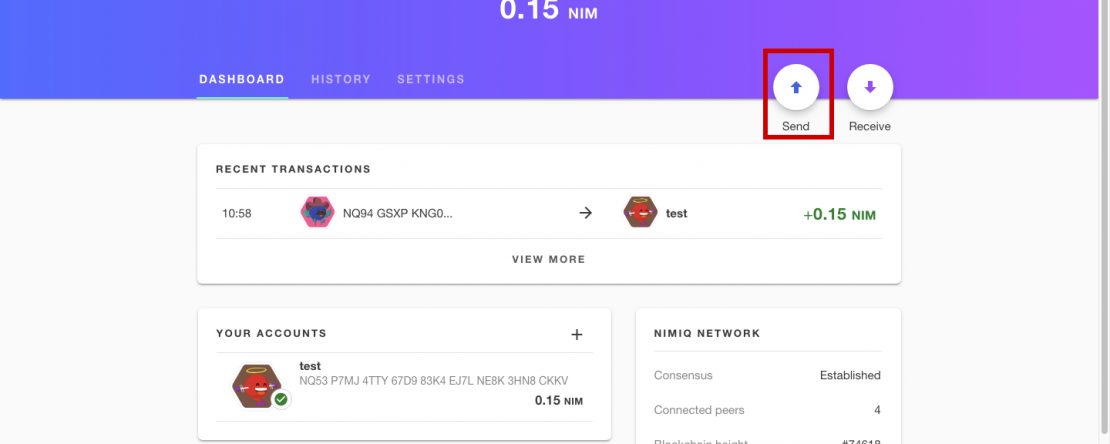 0.15 NIM
DASHBOARD HISTORY SETTINGS
Send Receive
RECENT TRANSACTIONS
10:58 NQ94 GSXP KNG0... → test +0.15 NIM
VIEW MORE
YOUR ACCOUNTS +
test
NQ53 P7MJ 4TTY 67D9 83K4 EJ7L NE8K 3HN8 CKKV
0.15 NIM
NIMIQ NETWORK
Consensus Established
Connected peers 4
Blockchain height #74618